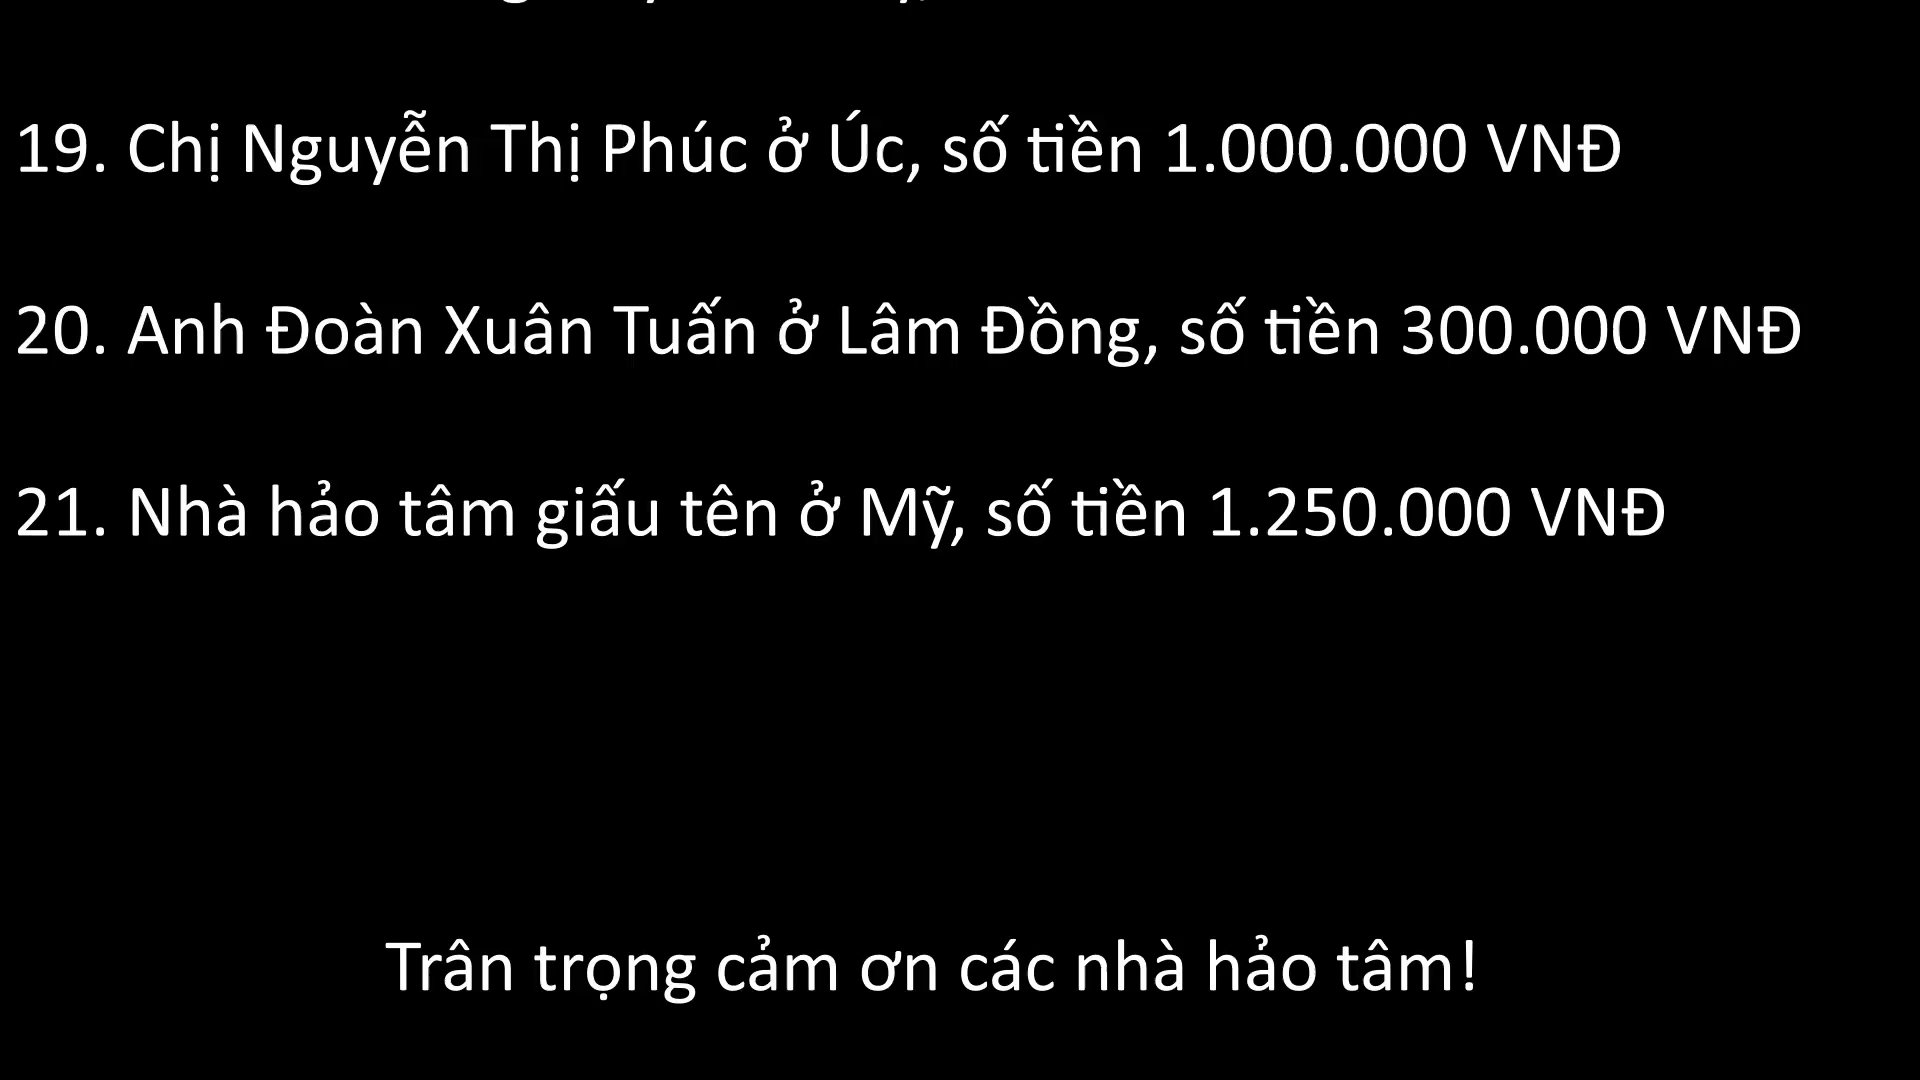 19. Chị Nguyễn Thị Phúc ở Úc, số tiền 1.000.000 VNĐ
20. Anh Đoàn Xuân Tuấn ở Lâm Đồng, số tiền 300.000 VNĐ
21. Nhà hảo tâm giấu tên ở Mỹ, số tiền 1.250.000 VNĐ
Trân trọng cảm ơn các nhà hảo tâm!